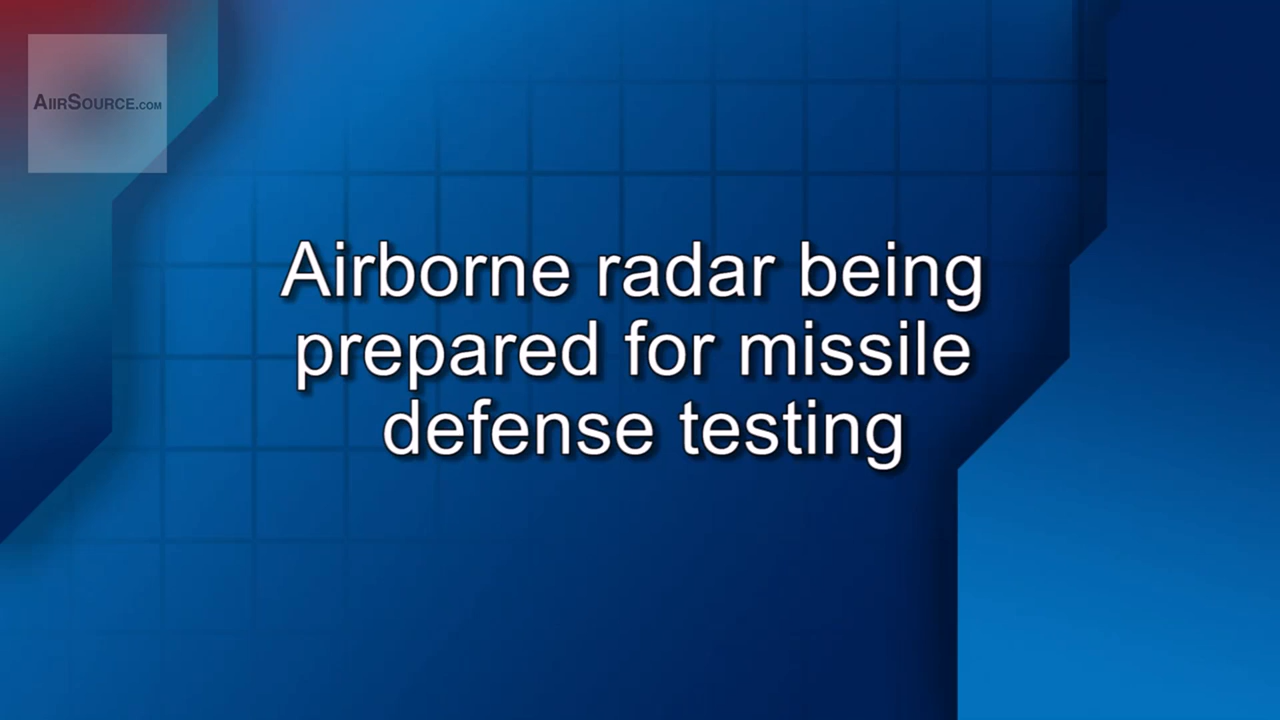 AIIRSOURCE.COM
Airborne radar being
prepared for missile
defense testing